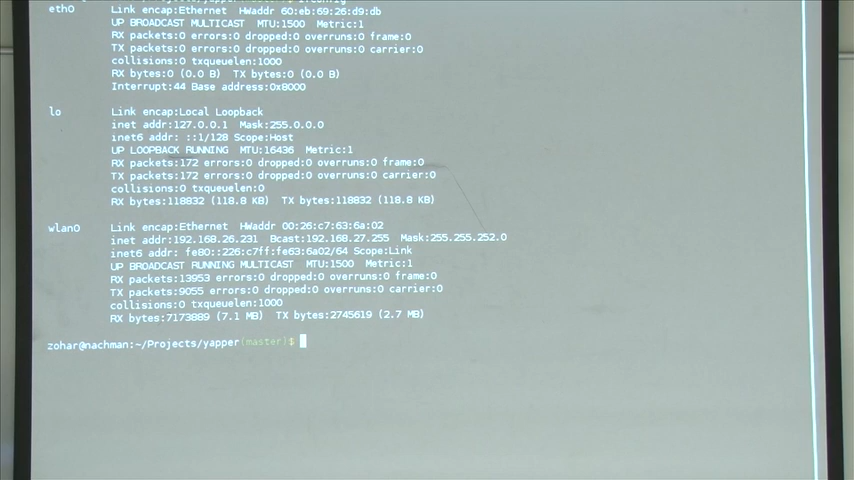 eth0 Link encap:Ethernet HWaddr 60:eb:69:26:d9:db
UP BROADCAST MULTICAST MTU:1500 Metric:1
RX packets:0 errors:0 dropped:0 overruns:0 frame:0
TX packets:0 errors:0 dropped:0 overruns:0 carrier:0
collisions:0 txqueuelen:1000
RX bytes:0 (0.0 B) TX bytes:0 (0.0 B)
Interrupt:44 Base address:0x8000
lo Link encap:Local Loopback
inet addr:127.0.0.1 Mask:255.0.0.0
inet6 addr: ::1/128 Scope:Host
UP LOOPBACK RUNNING MTU:16436 Metric:1
RX packets:172 errors:0 dropped:0 overruns:0 frame:0
TX packets:172 errors:0 dropped:0 overruns:0 carrier:0
collisions:0 txqueuelen:0
RX bytes:118832 (118.8 KB) TX bytes:118832 (118.8 KB)
wlan0 Link encap:Ethernet HWaddr 00:26:c7:63:6a:02
inet addr:192.168.26.231 Bcast:192.168.27.255 Mask:255.255.252.0
inet6 addr: fe80::226:c7ff:fe63:6a02/64 Scope:Link
UP BROADCAST RUNNING MULTICAST MTU:1500 Metric:1
RX packets:13953 errors:0 dropped:0 overruns:0 frame:0
TX packets:9055 errors:0 dropped:0 overruns:0 carrier:0
collisions:0 txqueuelen:1000
RX bytes:7173889 (7.1 MB) TX bytes:2745619 (2.7 MB)
zohar@nachman:~/Projects/yapper(master)$